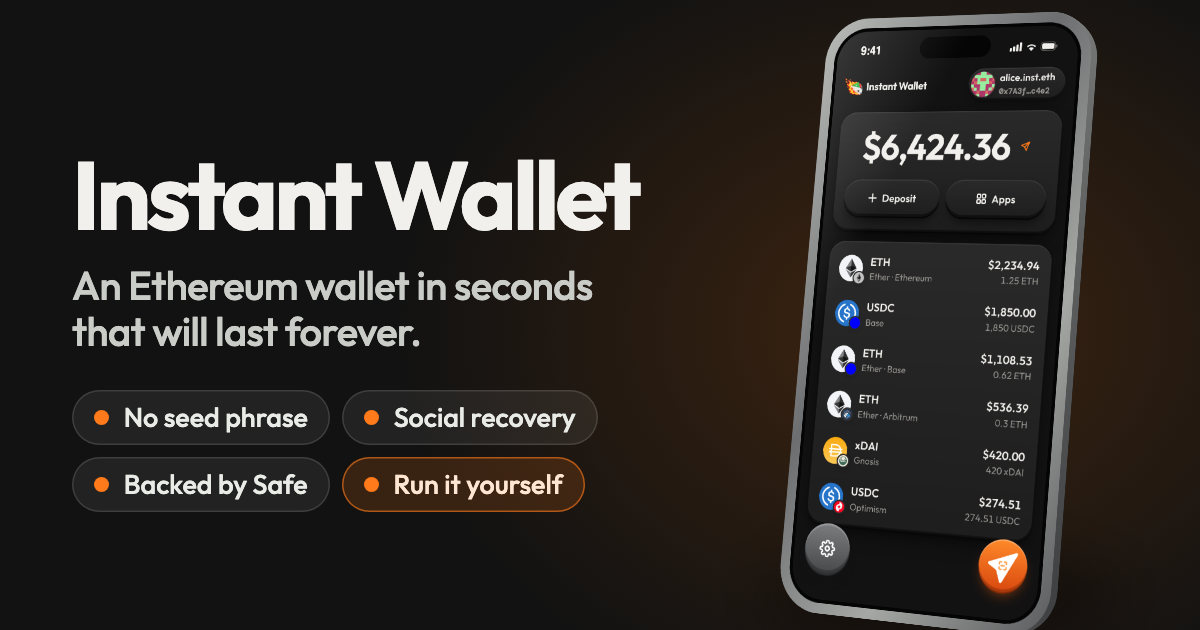 Instant Wallet
An Ethereum wallet in seconds
that will last forever.
No seed phrase
Social recovery
Backed by Safe
Run it yourself
9:41
Instant Wallet
alice.inst.eth
0x7A3f…c4e2
$6,424.36
+ Deposit
Apps
ETH
$2,234.94
Ether · Ethereum
1.25 ETH
USDC
$1,850.00
Base
1,850 USDC
ETH
$1,108.53
Ether · Base
0.62 ETH
ETH
$536.39
Ether · Arbitrum
0.3 ETH
xDAI
$420.00
Gnosis
420 xDAI
USDC
$274.51
Optimism
274.51 USDC